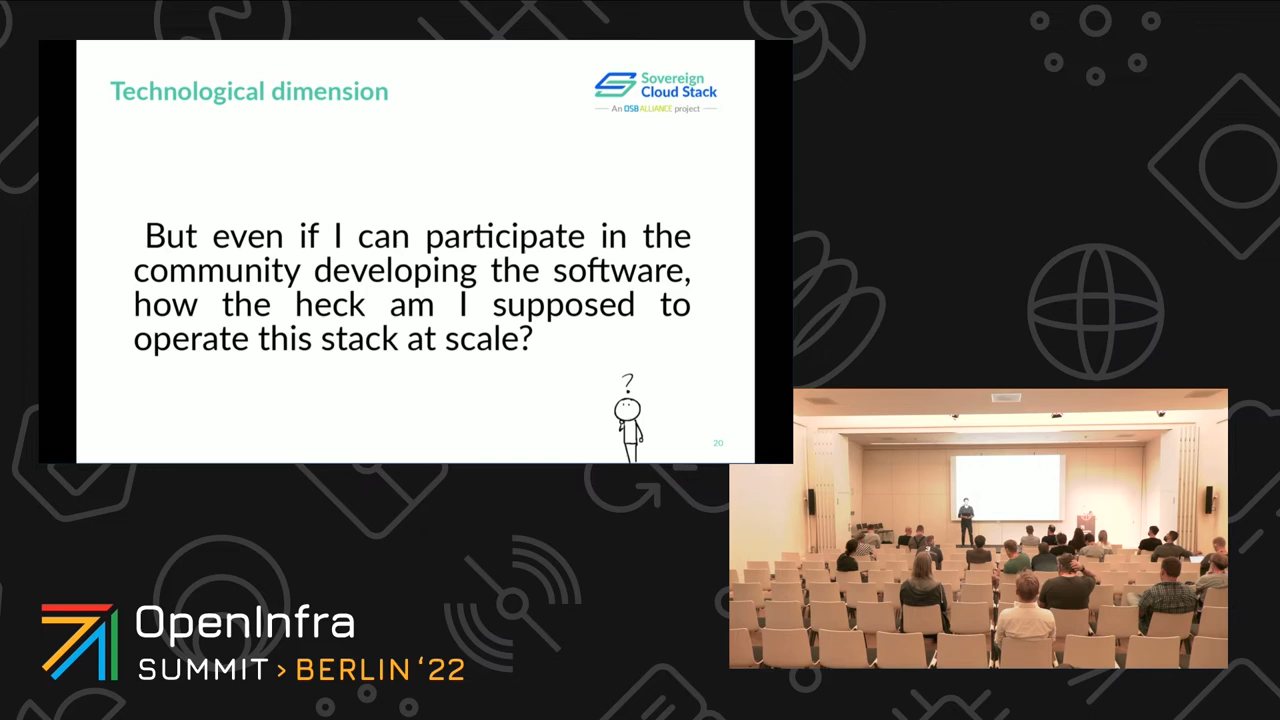 Technological dimension
Sovereign
Cloud Stack
An OSB ALLIANCE project
But even if I can participate in the
community developing the software,
how the heck am I supposed to
operate this stack at scale?
?
20
OpenInfra
SUMMIT > BERLIN ‘22